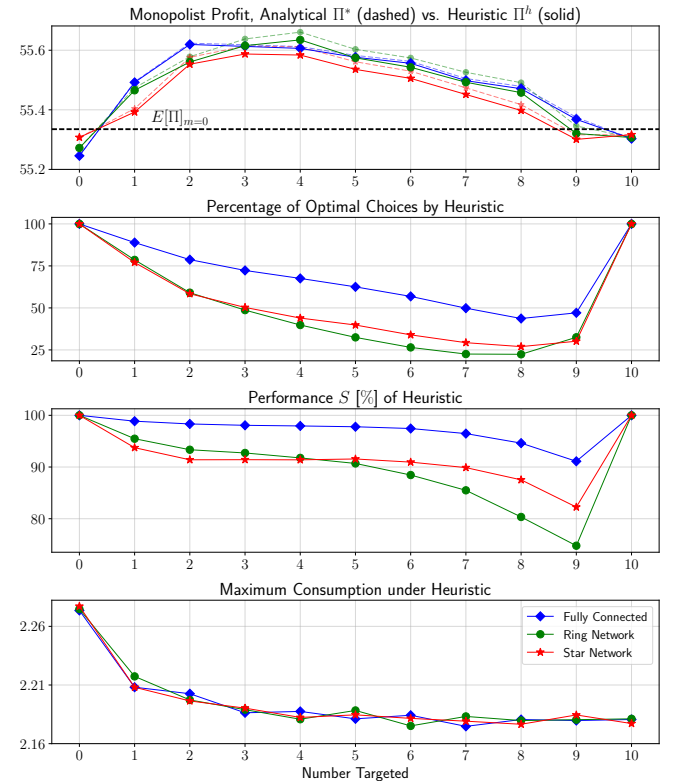 Monopolist Profit, Analytical Π* (dashed) vs. Heuristic Πʰ (solid)
55.6
55.4
55.2
E[Π]ₘ₌₀
0 1 2 3 4 5 6 7 8 9 10
Percentage of Optimal Choices by Heuristic
100
75
50
25
0 1 2 3 4 5 6 7 8 9 10
Performance S [%] of Heuristic
100
90
80
0 1 2 3 4 5 6 7 8 9 10
Maximum Consumption under Heuristic
2.26
2.21
2.16
Fully Connected
Ring Network
Star Network
0 1 2 3 4 5 6 7 8 9 10
Number Targeted